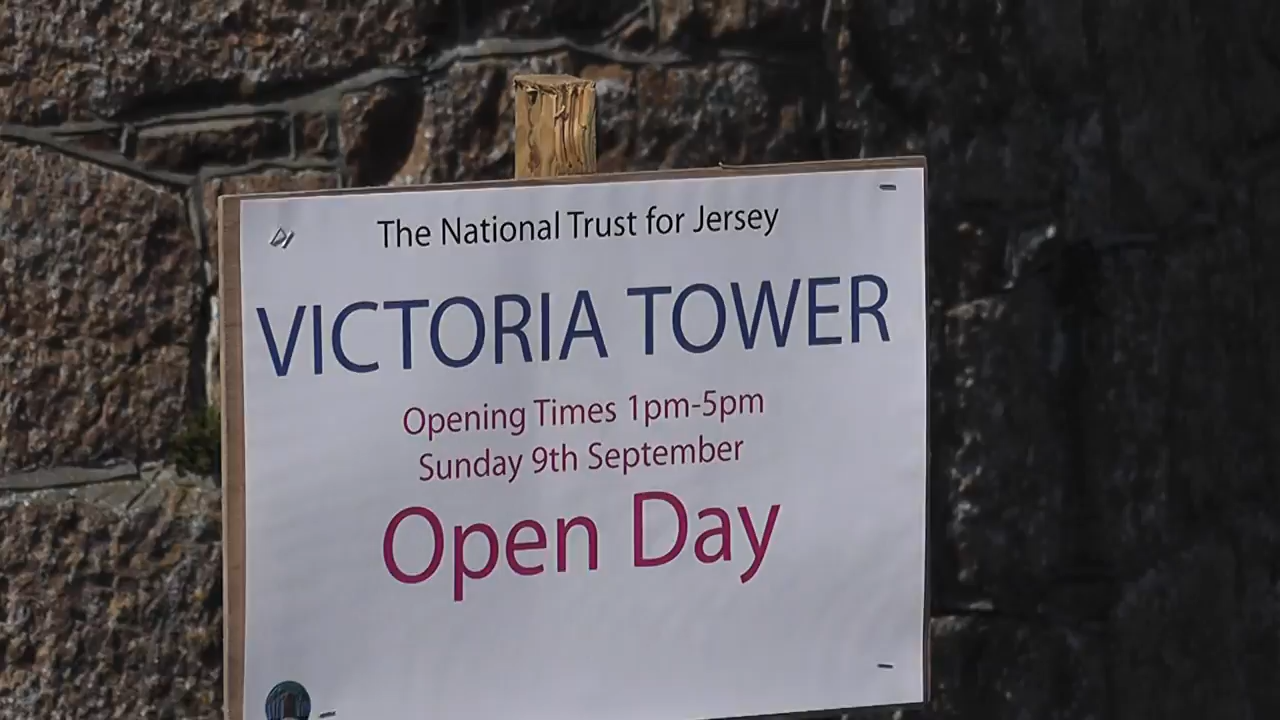 The National Trust for Jersey
VICTORIA TOWER
Opening Times 1pm-5pm
Sunday 9th September
Open Day